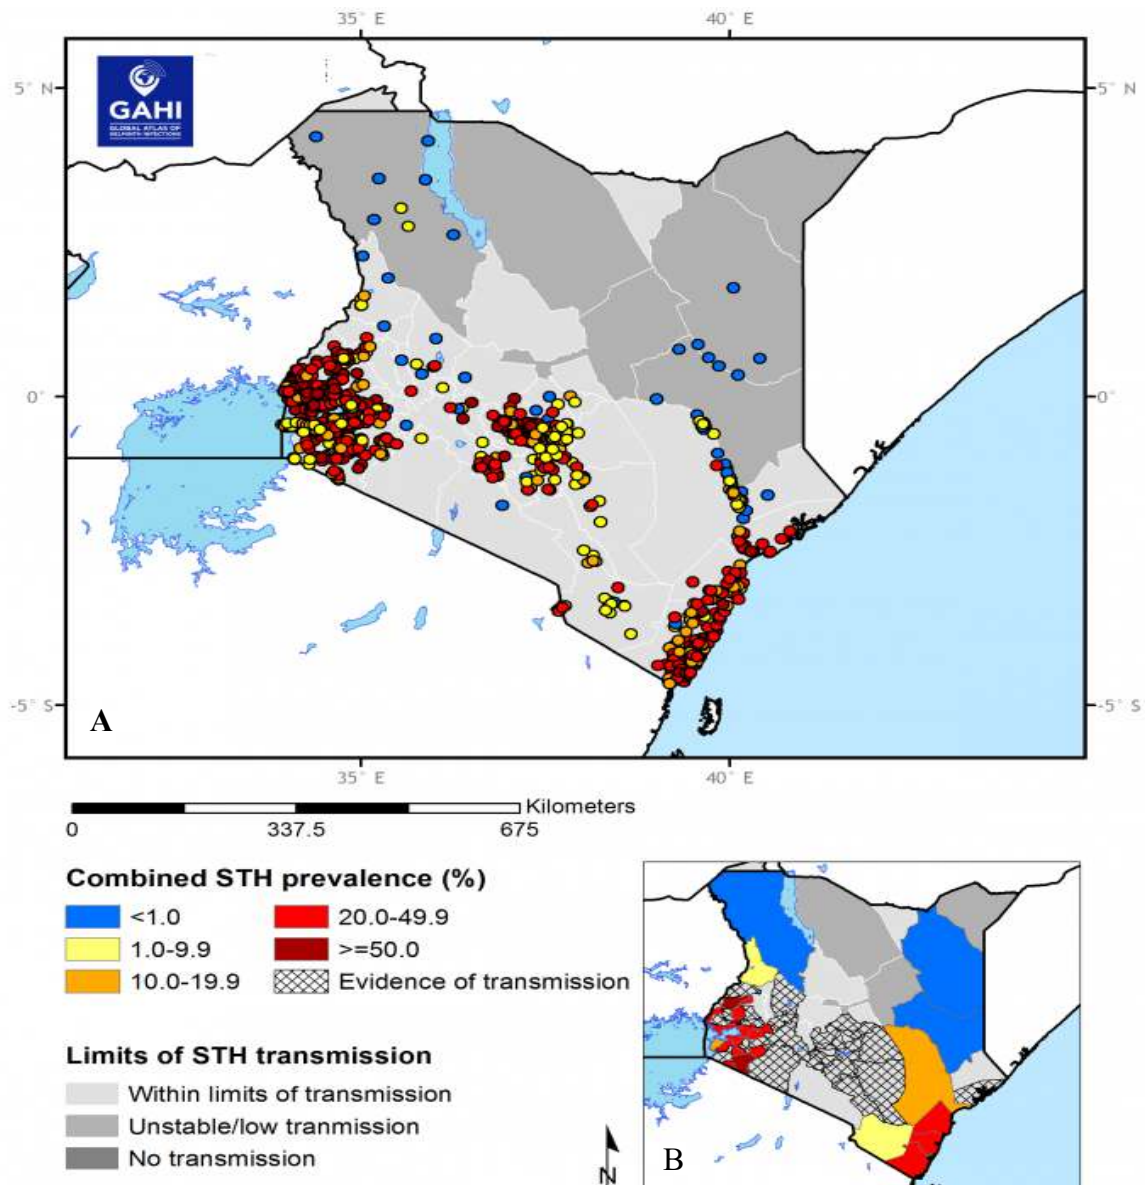 35° E 40° E
GAHI
GLOBAL ATLAS OF
HELMINTH INFECTIONS
5° N 5° N
0° 0°
-5° S -5° S
A
35° E 40° E
Kilometers
0 337.5 675
Combined STH prevalence (%)
<1.0 20.0-49.9
1.0-9.9 >=50.0
10.0-19.9 Evidence of transmission
Limits of STH transmission
Within limits of transmission
Unstable/low tranmission
No transmission
N
B